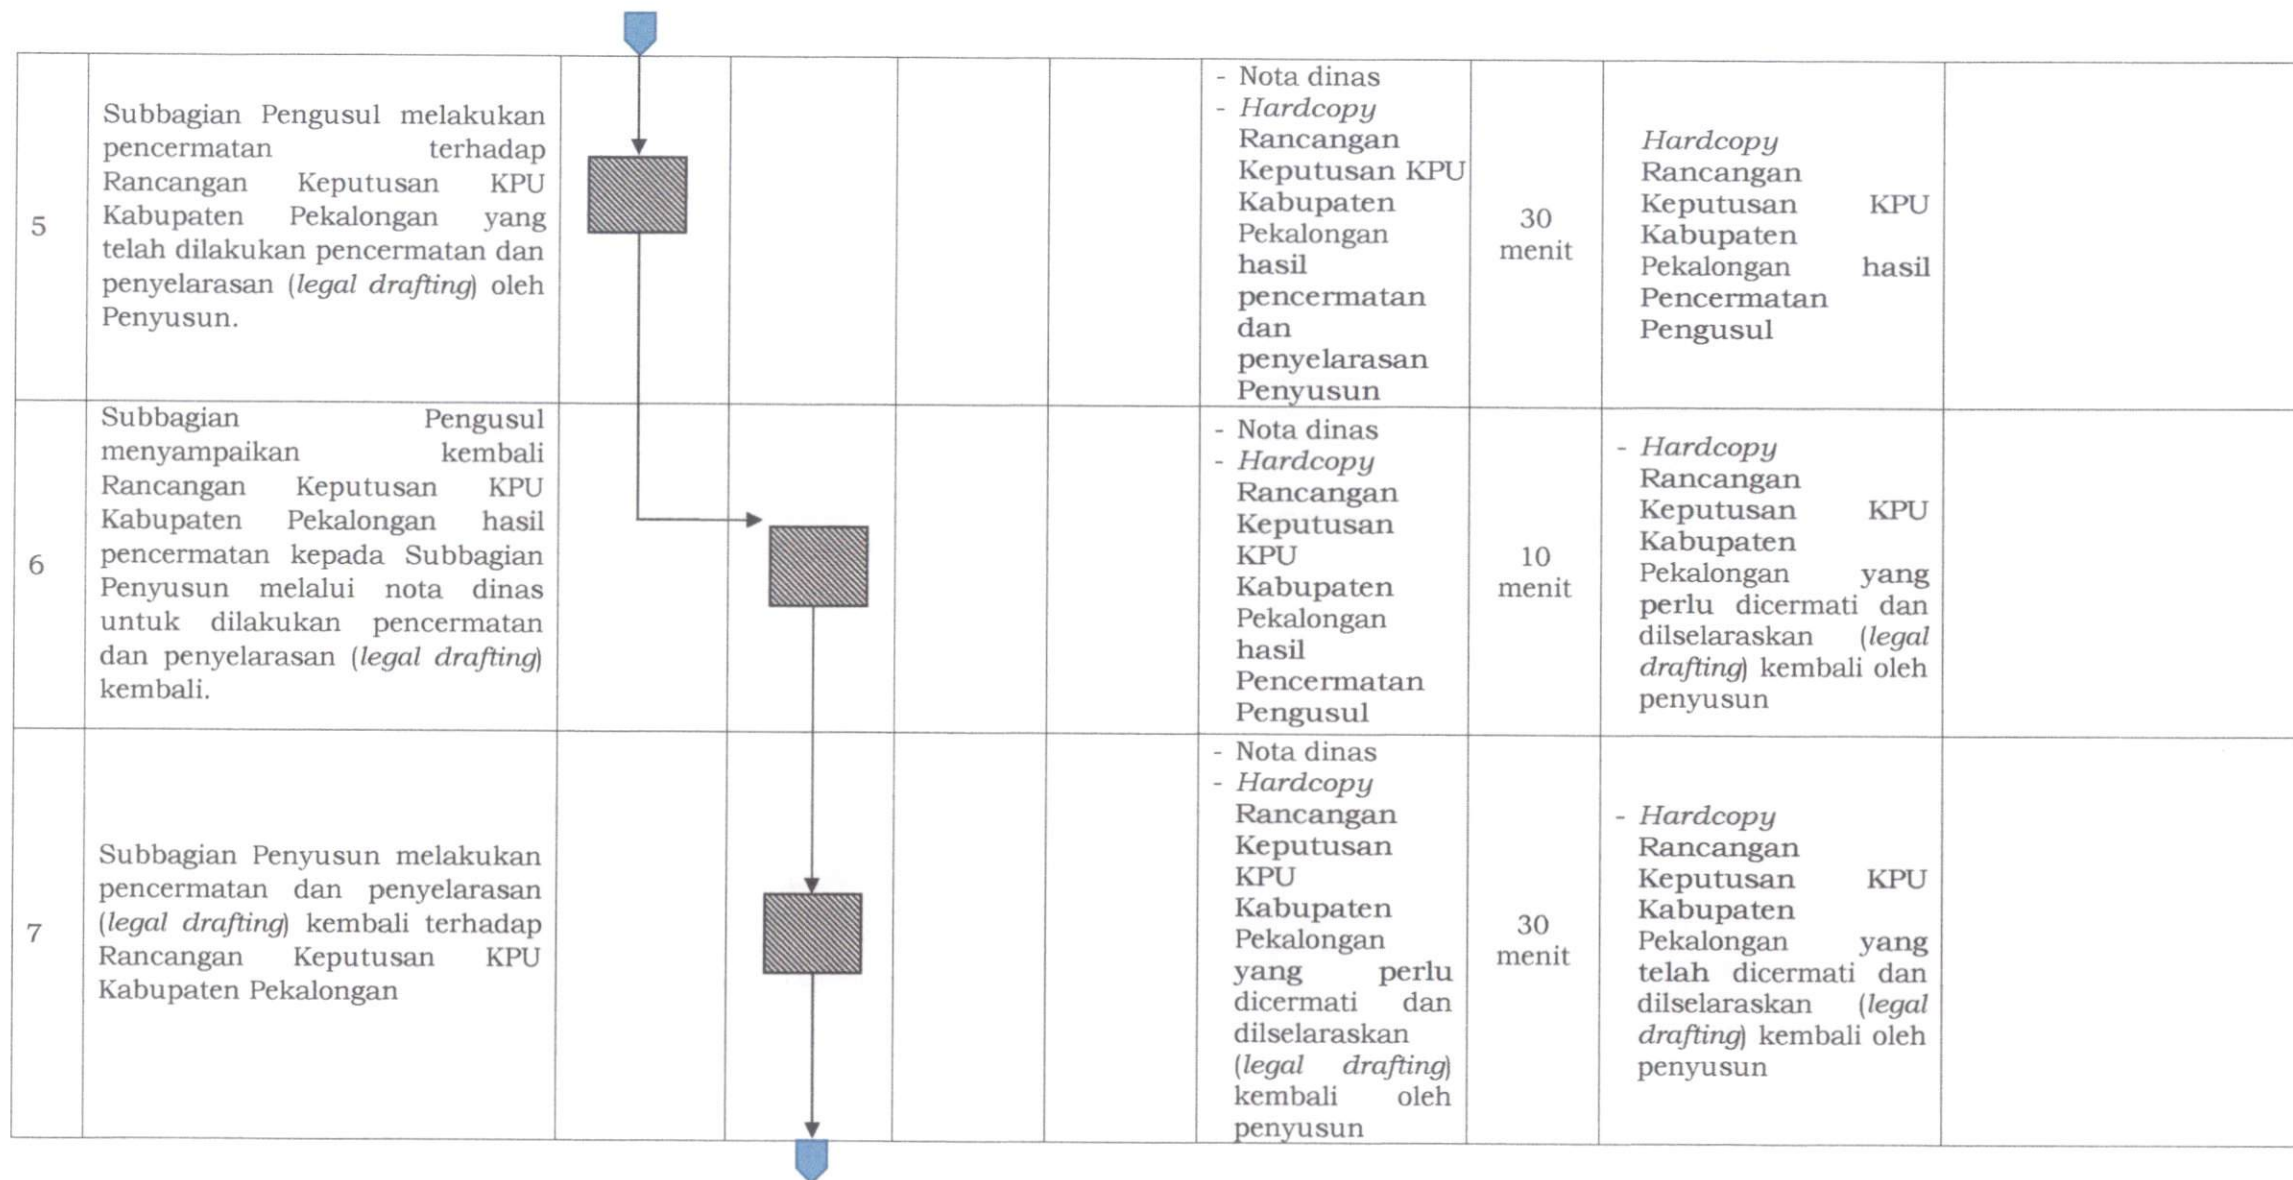 5
Subbagian Pengusul melakukan
pencermatan terhadap
Rancangan Keputusan KPU
Kabupaten Pekalongan yang
telah dilakukan pencermatan dan
penyelarasan (legal drafting) oleh
Penyusun.
- Nota dinas
- Hardcopy
Rancangan
Keputusan KPU
Kabupaten
Pekalongan
hasil
pencermatan
dan
penyelarasan
Penyusun
30
menit
Hardcopy
Rancangan
Keputusan KPU
Kabupaten
Pekalongan hasil
Pencermatan
Pengusul
6
Subbagian Pengusul
menyampaikan kembali
Rancangan Keputusan KPU
Kabupaten Pekalongan hasil
pencermatan kepada Subbagian
Penyusun melalui nota dinas
untuk dilakukan pencermatan
dan penyelarasan (legal drafting)
kembali.
- Nota dinas
- Hardcopy
Rancangan
Keputusan
KPU
Kabupaten
Pekalongan
hasil
Pencermatan
Pengusul
10
menit
- Hardcopy
Rancangan
Keputusan KPU
Kabupaten
Pekalongan yang
perlu dicermati dan
dilselaraskan (legal
drafting) kembali oleh
penyusun
7
Subbagian Penyusun melakukan
pencermatan dan penyelarasan
(legal drafting) kembali terhadap
Rancangan Keputusan KPU
Kabupaten Pekalongan
- Nota dinas
- Hardcopy
Rancangan
Keputusan
KPU
Kabupaten
Pekalongan
yang perlu
dicermati dan
dilselaraskan
(legal drafting)
kembali oleh
penyusun
30
menit
- Hardcopy
Rancangan
Keputusan KPU
Kabupaten
Pekalongan yang
telah dicermati dan
dilselaraskan (legal
drafting) kembali oleh
penyusun